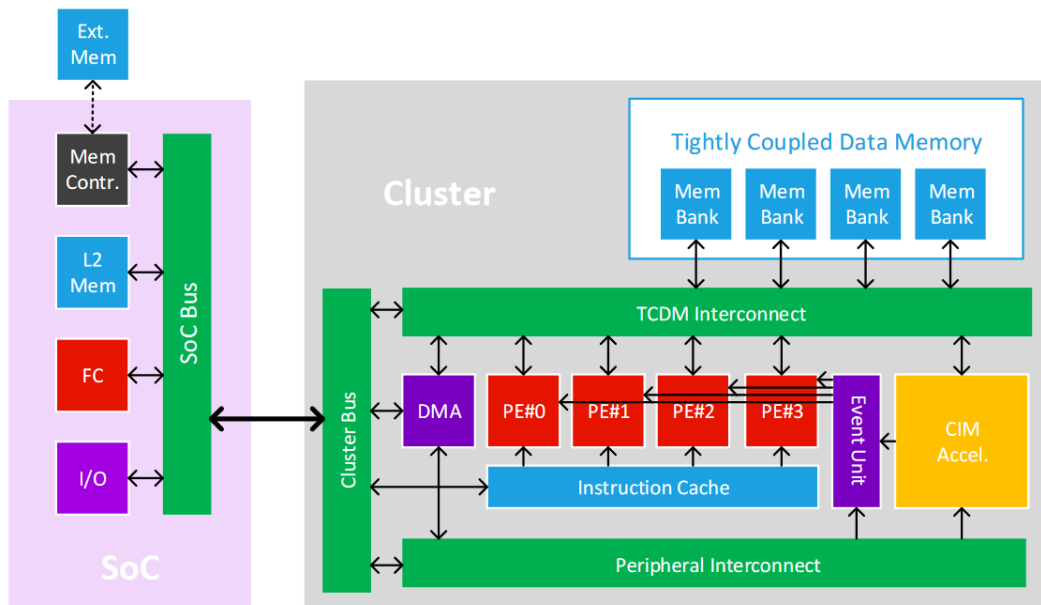 Ext.
Mem
Mem
Contr.
L2
Mem
FC
I/O
SoC Bus
SoC
Cluster
Tightly Coupled Data Memory
Mem
Bank
Mem
Bank
Mem
Bank
Mem
Bank
Cluster Bus
TCDM Interconnect
DMA
PE#0
PE#1
PE#2
PE#3
Event Unit
CIM
Accel.
Instruction Cache
Peripheral Interconnect